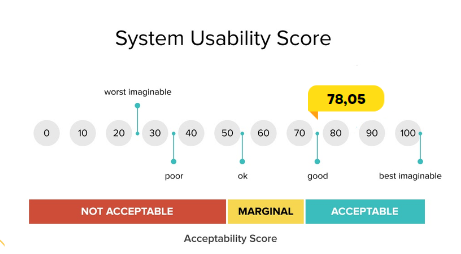 System Usability Score
worst imaginable
78,05
0 10 20 30 40 50 60 70 80 90 100
poor ok good best imaginable
NOT ACCEPTABLE MARGINAL ACCEPTABLE
Acceptability Score